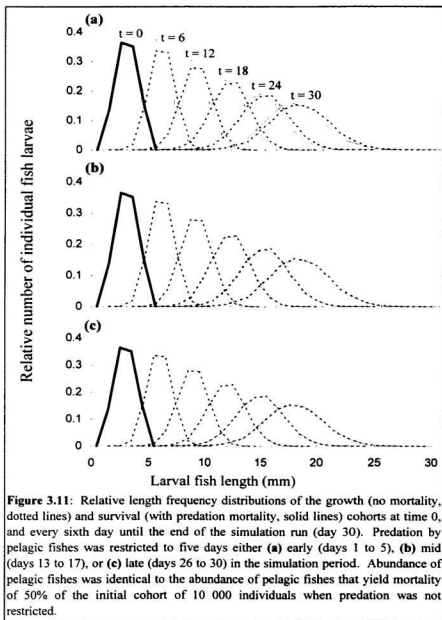 (a)
0.4
t = 0
t = 6
0.3
t = 12
t = 18
0.2
t = 24
t = 30
0.1
0
(b)
0.4
0.3
0.2
0.1
0
(c)
0.4
0.3
0.2
0.1
0
0 5 10 15 20 25 30
Relative number of individual fish larvae
Larval fish length (mm)
Figure 3.11: Relative length frequency distributions of the growth (no mortality,
dotted lines) and survival (with predation mortality, solid lines) cohorts at time 0,
and every sixth day until the end of the simulation run (day 30). Predation by
pelagic fishes was restricted to five days either (a) early (days 1 to 5), (b) mid
(days 13 to 17), or (c) late (days 26 to 30) in the simulation period. Abundance of
pelagic fishes was identical to the abundance of pelagic fishes that yield mortality
of 50% of the initial cohort of 10 000 individuals when predation was not
restricted.